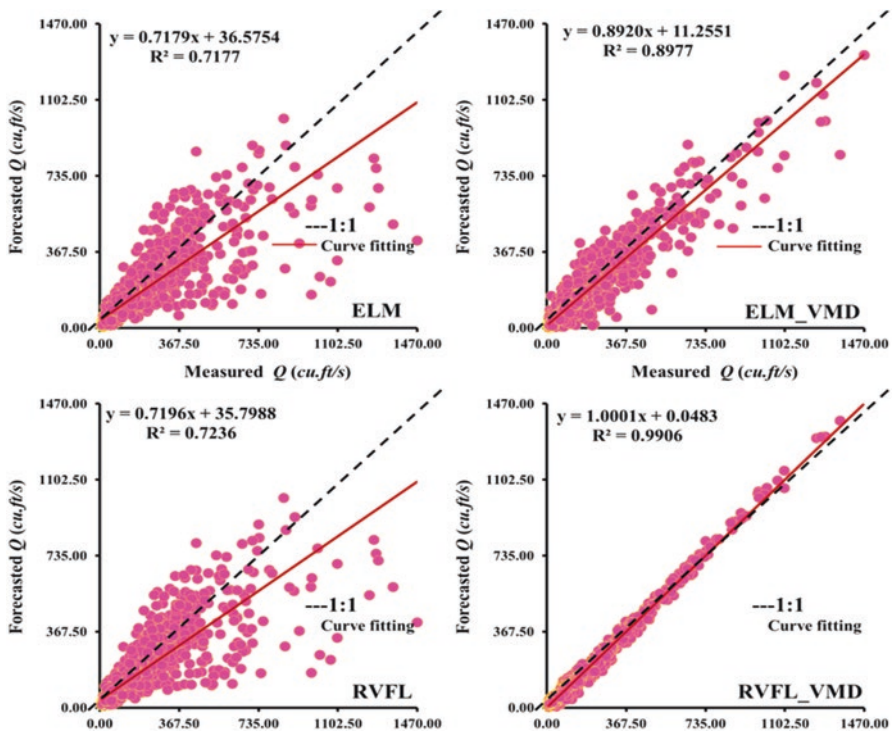 1470.00
y = 0.7179x + 36.5754
R² = 0.7177
1102.50
735.00
367.50
0.00
Forecasted Q (cu.ft/s)
---1:1
Curve fitting
ELM
0.00 367.50 735.00 1102.50 1470.00
Measured Q (cu.ft/s)
1470.00
y = 0.8920x + 11.2551
R² = 0.8977
1102.50
735.00
367.50
0.00
Forecasted Q (cu.ft/s)
---1:1
Curve fitting
ELM_VMD
0.00 367.50 735.00 1102.50 1470.00
Measured Q (cu.ft/s)
1470.00
y = 0.7196x + 35.7988
R² = 0.7236
1102.50
735.00
367.50
0.00
Forecasted Q (cu.ft/s)
---1:1
Curve fitting
RVFL
0.00 367.50 735.00 1102.50 1470.00
1470.00
y = 1.0001x + 0.0483
R² = 0.9906
1102.50
735.00
367.50
0.00
Forecasted Q (cu.ft/s)
---1:1
Curve fitting
RVFL_VMD
0.00 367.50 735.00 1102.50 1470.00